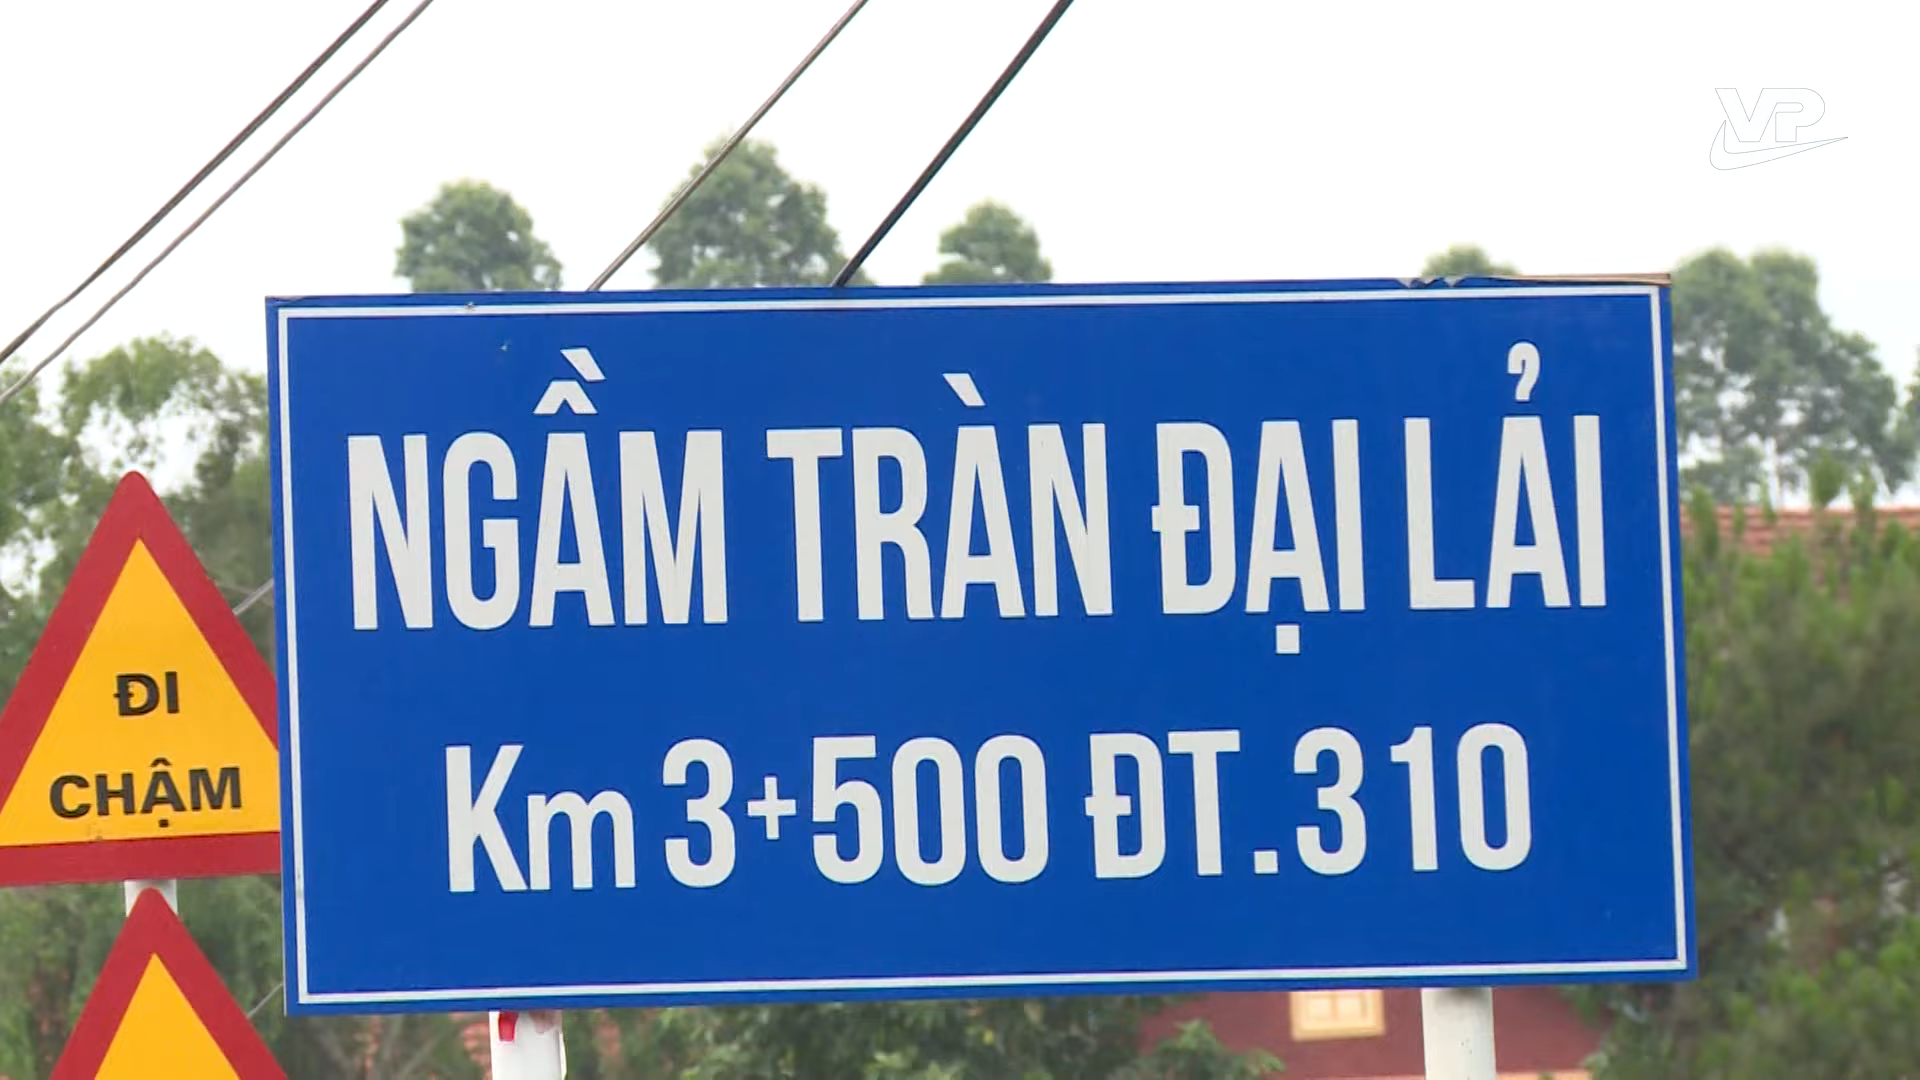 VP
NGẦM TRÀN ĐẠI LẢI
Km 3+500 ĐT.310
ĐI
CHẬM